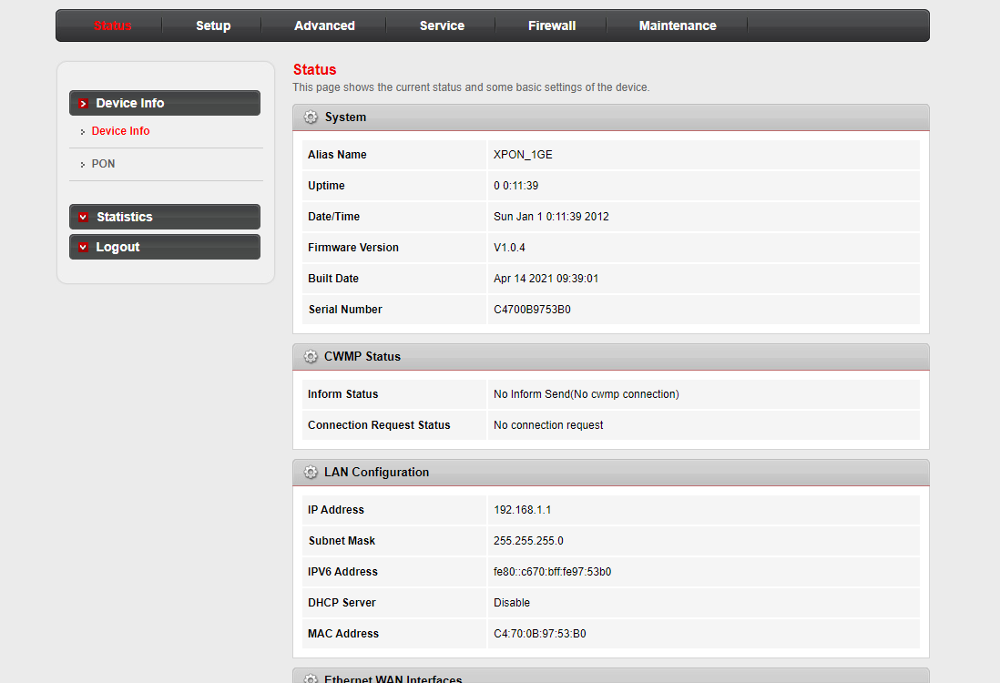 Status Setup Advanced Service Firewall Maintenance
Device Info
Device Info
PON
Statistics
Logout
Status
This page shows the current status and some basic settings of the device.
System
Alias Name XPON_1GE
Uptime 0 0:11:39
Date/Time Sun Jan 1 0:11:39 2012
Firmware Version V1.0.4
Built Date Apr 14 2021 09:39:01
Serial Number C4700B9753B0
CWMP Status
Inform Status No Inform Send(No cwmp connection)
Connection Request Status No connection request
LAN Configuration
IP Address 192.168.1.1
Subnet Mask 255.255.255.0
IPV6 Address fe80::c670:bff:fe97:53b0
DHCP Server Disable
MAC Address C4:70:0B:97:53:B0
Ethernet WAN Interfaces